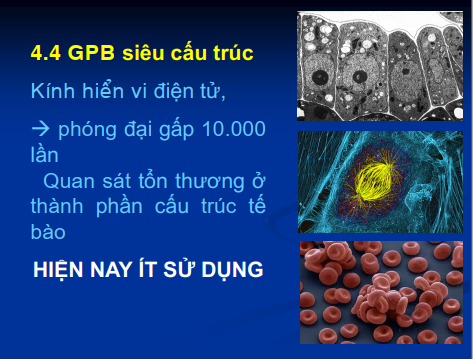 4.4 GPB siêu cấu trúc
Kính hiển vi điện tử,
→ phóng đại gấp 10.000
lần
Quan sát tổn thương ở
thành phần cấu trúc tế
bào
HIỆN NAY ÍT SỬ DỤNG